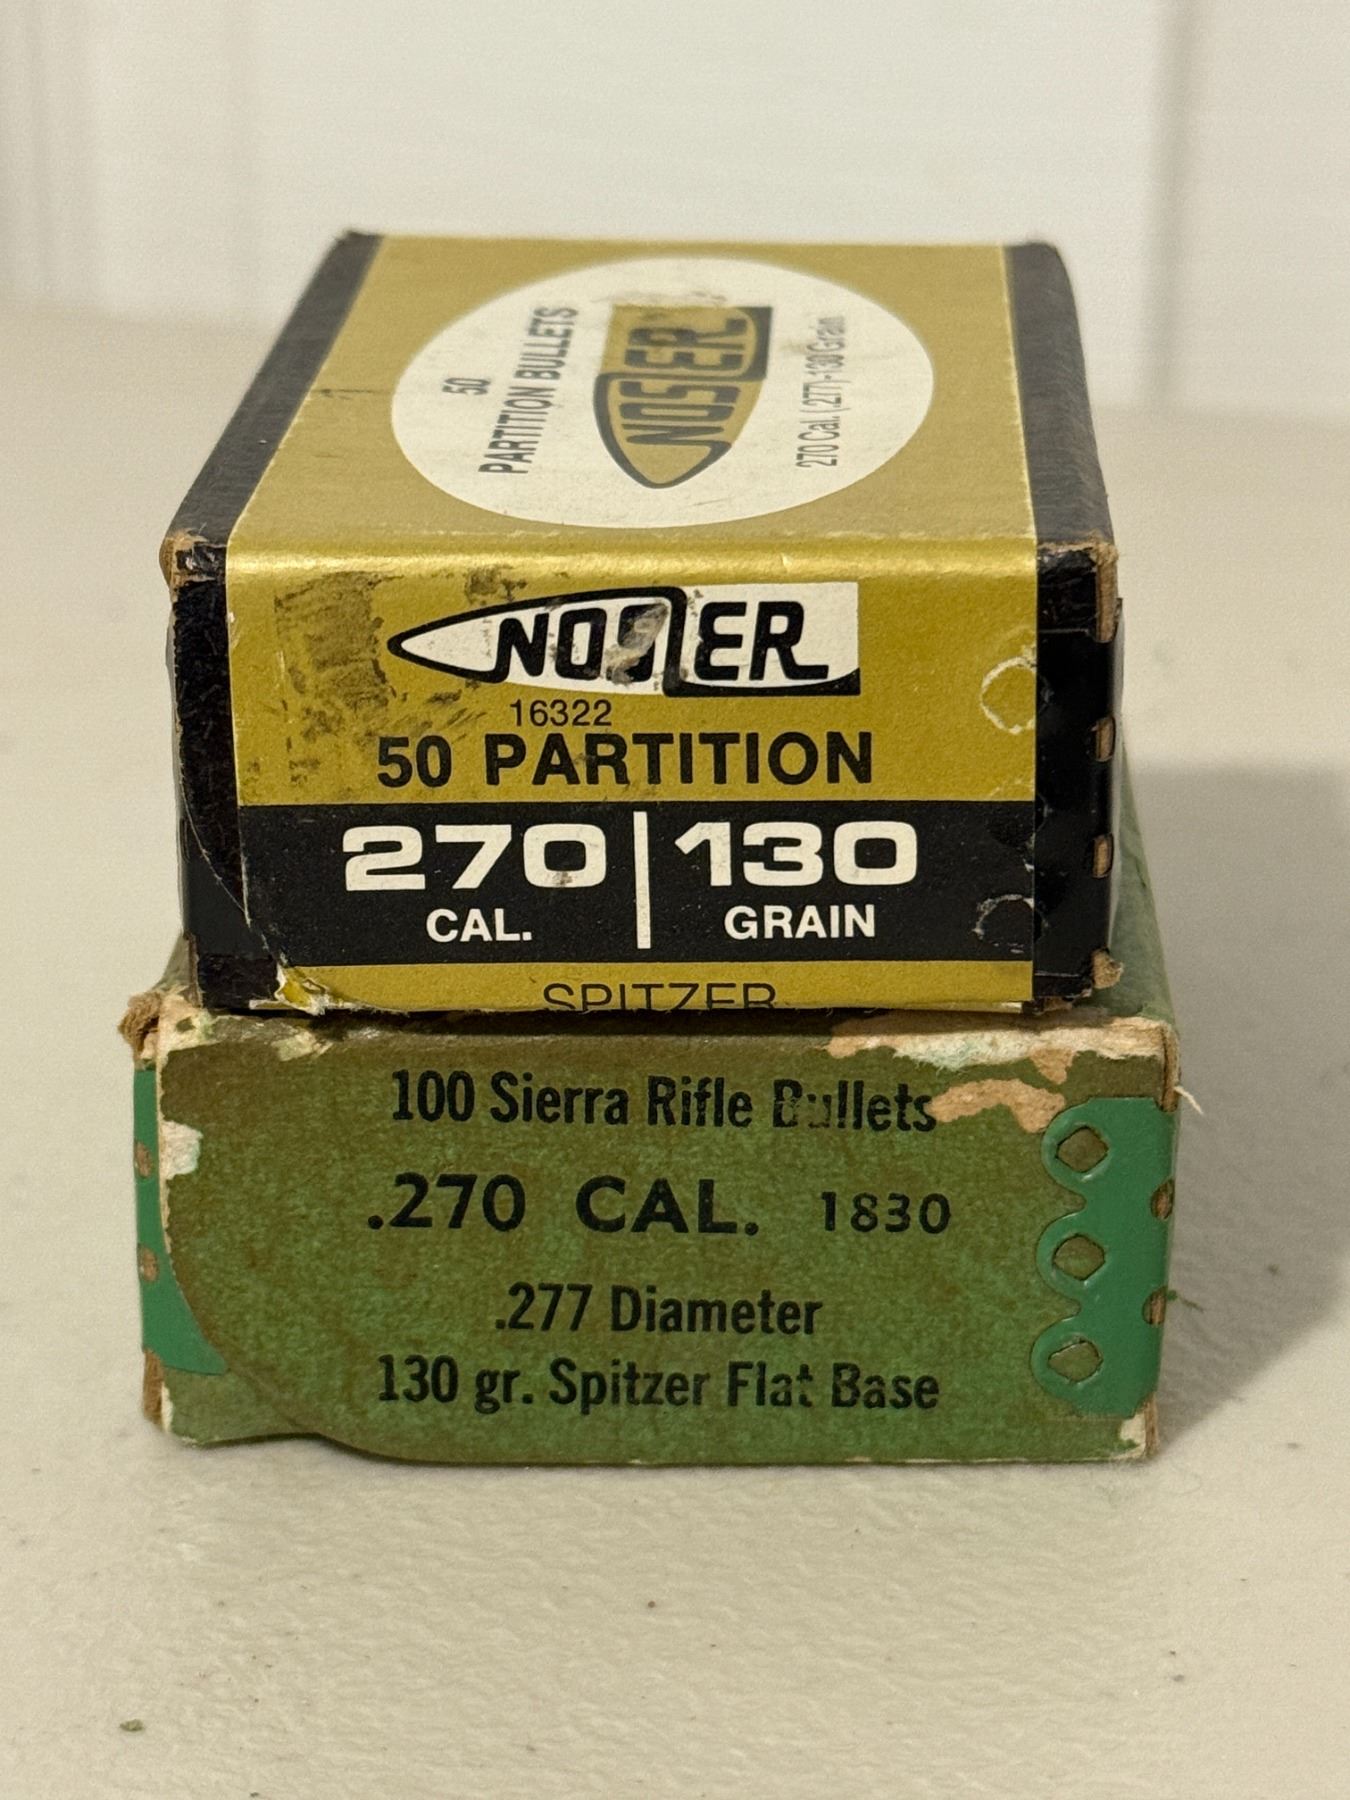 50
PARTITION BULLETS
NOSLER
270 Cal. (.277)-130 Grain
NOSLER
16322
50 PARTITION
270 | 130
CAL. GRAIN
SPITZER
100 Sierra Rifle Bullets
.270 CAL. 1830
.277 Diameter
130 gr. Spitzer Flat Base